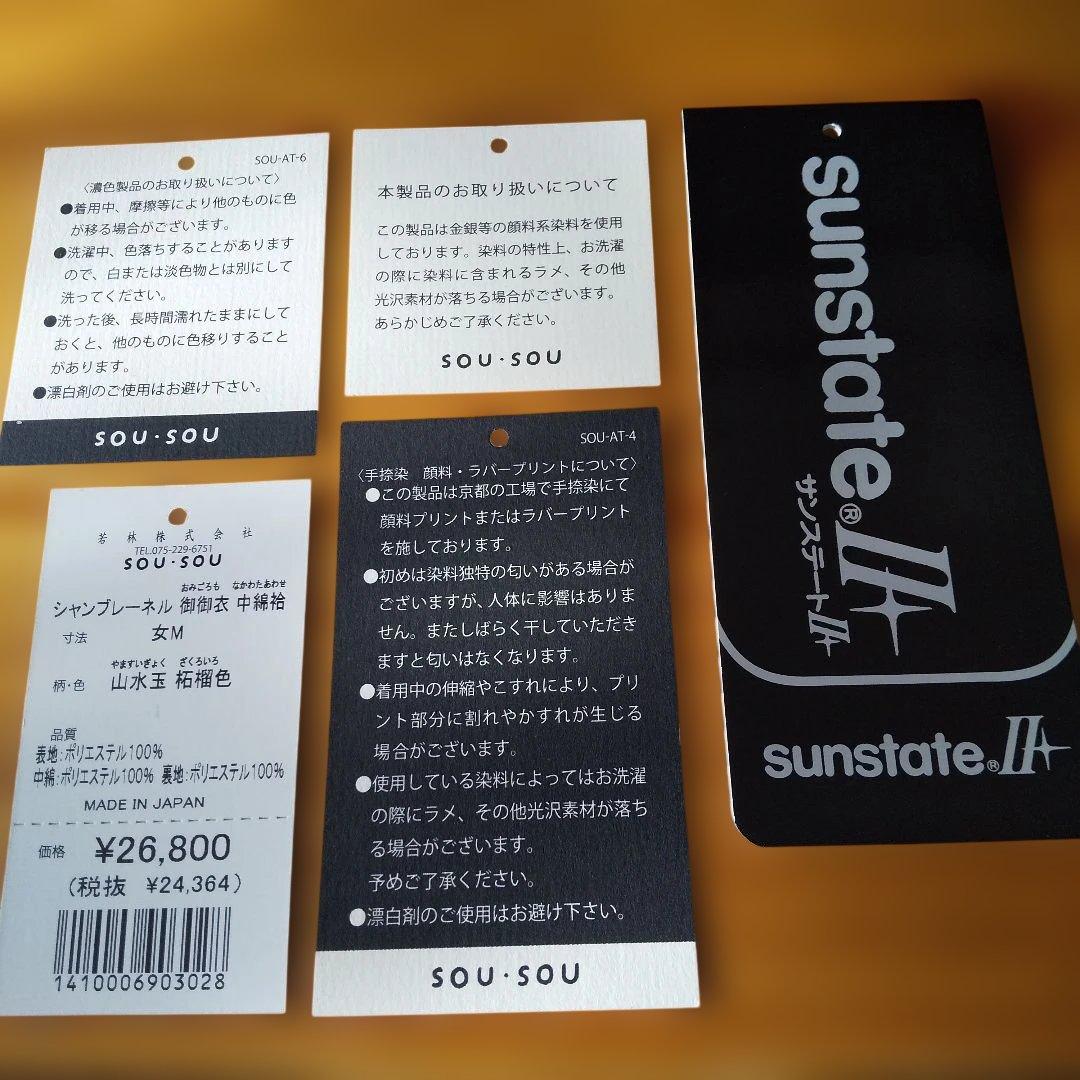 SOU-AT-6
〈濃色製品のお取り扱いについて〉
●着用中、摩擦等により他のものに色
が移る場合がございます。
●洗濯中、色落ちすることがあります
ので、白または淡色物とは別にして
洗ってください。
●洗った後、長時間濡れたままにして
おくと、他のものに色移りすること
があります。
●漂白剤のご使用はお避け下さい。
SOU・SOU
本製品のお取り扱いについて
この製品は金銀等の顔料系染料を使用
しております。染料の特性上、お洗濯
の際に染料に含まれるラメ、その他
光沢素材が落ちる場合がございます。
あらかじめご了承ください。
SOU・SOU
若林株式会社
TEL.075-229-6751
SOU・SOU
おみごろも なかわたあわせ
シャンブレーネル 御御衣 中綿袷
寸法 女M
やますいぎょく ざくろいろ
柄・色 山水玉 柘榴色
品質
表地:ポリエステル100%
中綿:ポリエステル100% 裏地:ポリエステル100%
MADE IN JAPAN
価格 ¥26,800
(税抜 ¥24,364)
1410006903028
SOU-AT-4
〈手捺染 顔料・ラバープリントについて〉
●この製品は京都の工場で手捺染にて
顔料プリントまたはラバープリント
を施しております。
●初めは染料独特の匂いがある場合が
ございますが、人体に影響はありま
せん。またしばらく干していただき
ますと匂いはなくなります。
●着用中の伸縮やこすれにより、プリ
ント部分に割れやかすれが生じる
場合がございます。
●使用している染料によってはお洗濯
の際にラメ、その他光沢素材が落ち
る場合がございます。
予めご了承ください。
●漂白剤のご使用はお避け下さい。
SOU・SOU
sunstate®II
サンステートII
sunstate®II